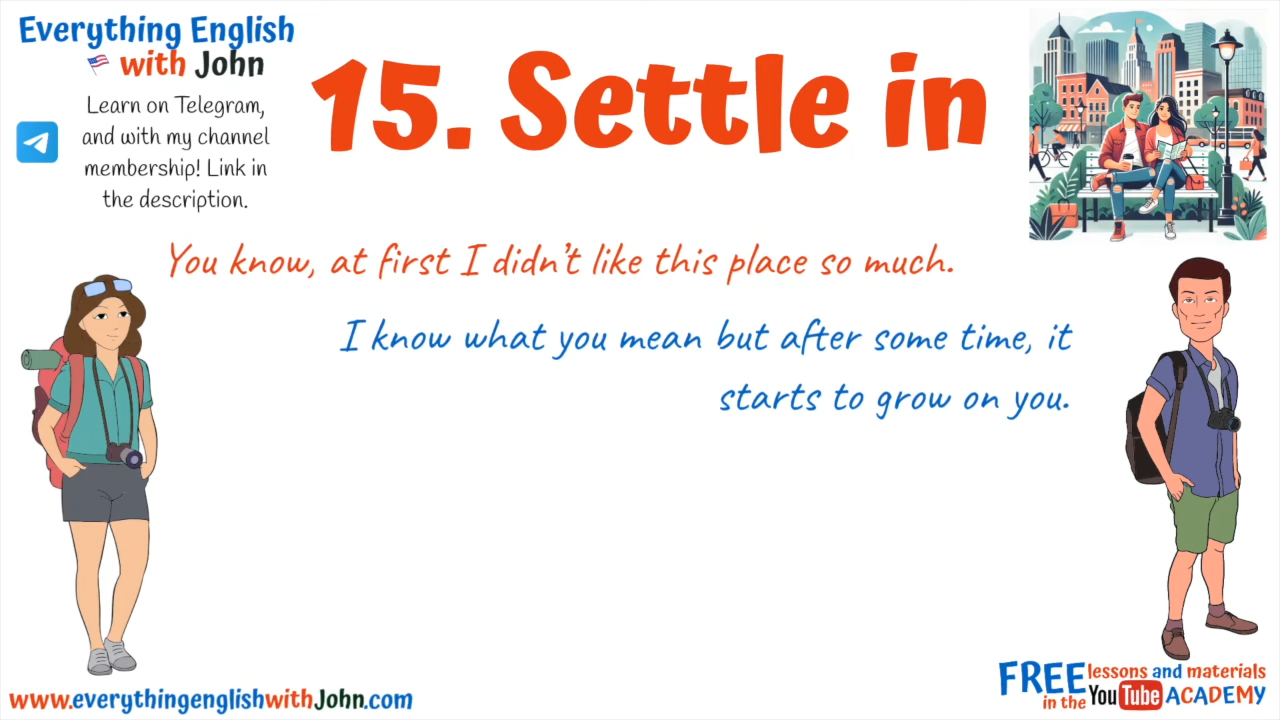 Everything English
with John
Learn on Telegram,
and with my channel
membership! Link in
the description.
15. Settle in
You know, at first I didn't like this place so much.
I know what you mean but after some time, it
starts to grow on you.
www.everythingenglishwithJohn.com
FREE lessons and materials
in the YouTube ACADEMY